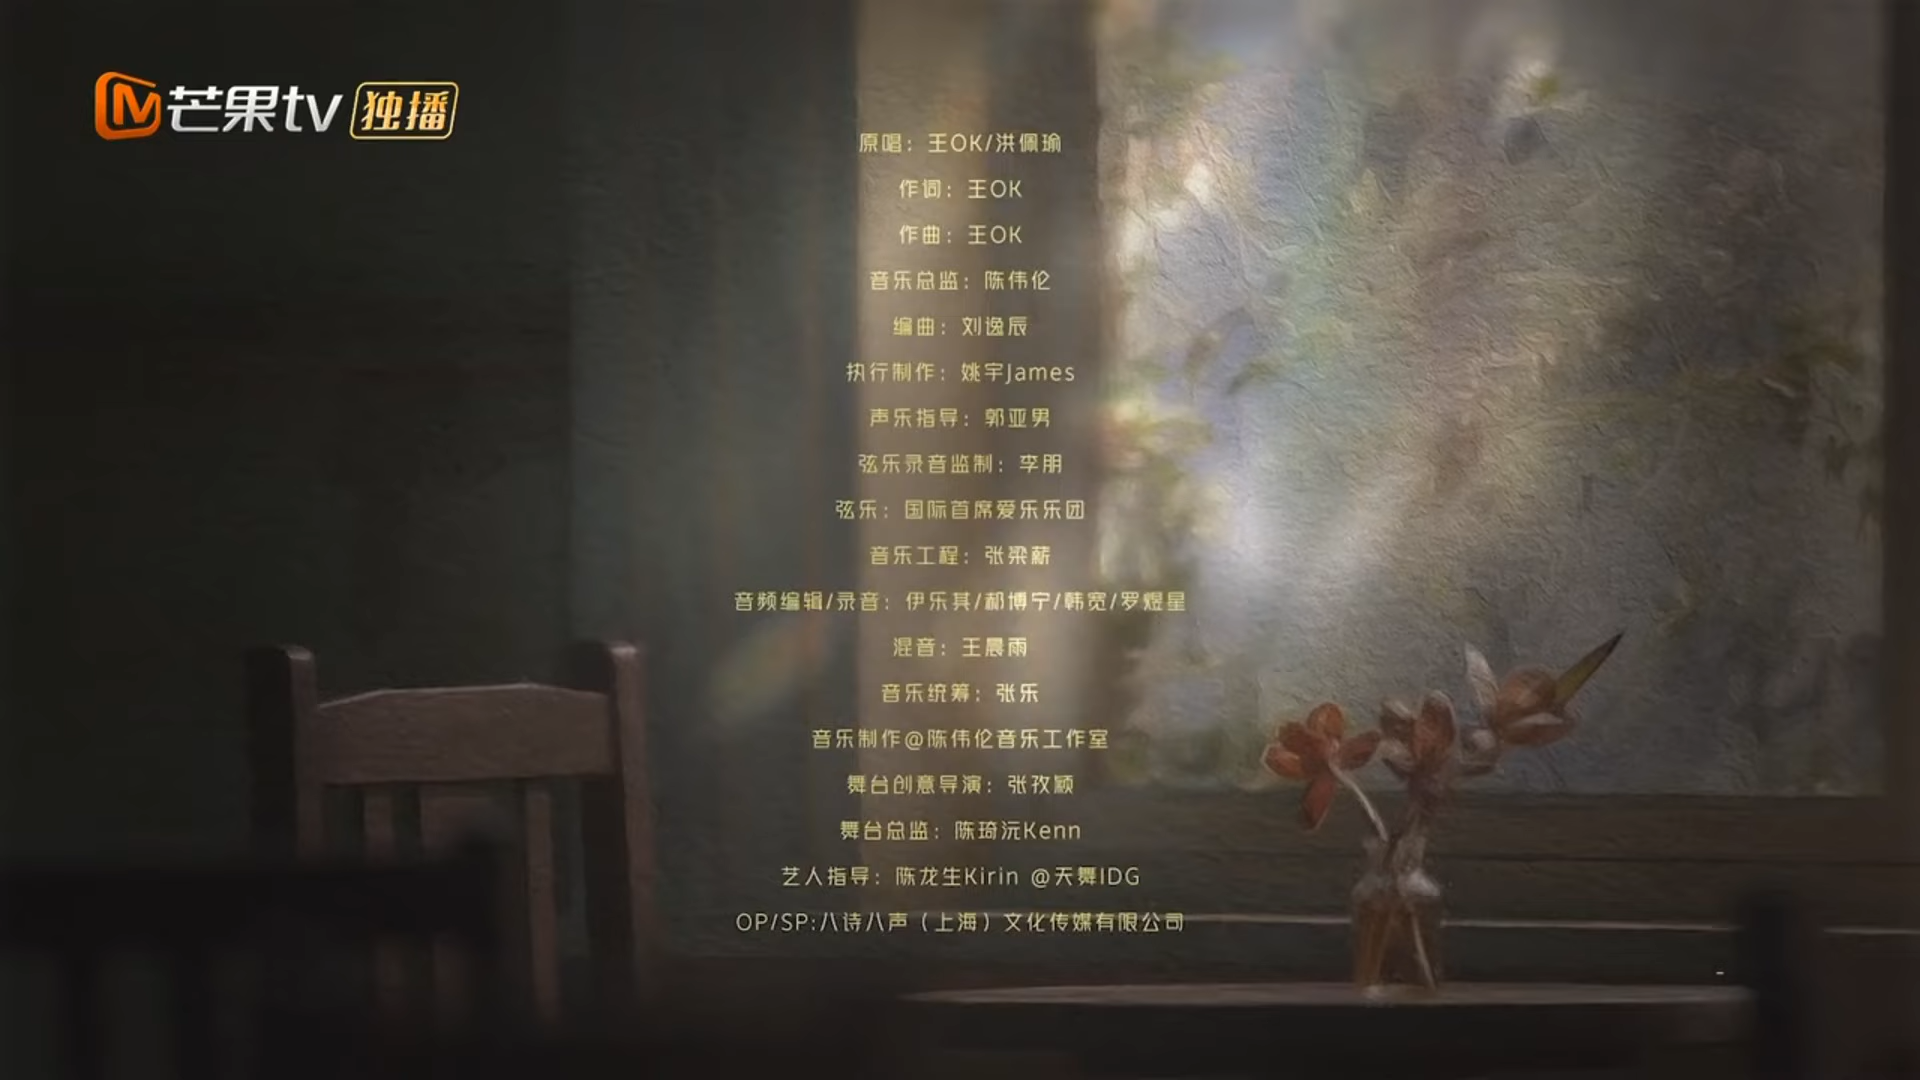 芒果tv 独播
原唱：王OK/洪佩瑜
作词：王OK
作曲：王OK
音乐总监：陈伟伦
编曲：刘逸辰
执行制作：姚宇James
声乐指导：郭亚男
弦乐录音监制：李朋
弦乐：国际首席爱乐乐团
音乐工程：张梁薪
音频编辑/录音：伊乐其/郝博宁/韩宽/罗煜星
混音：王晨雨
音乐统筹：张乐
音乐制作@陈伟伦音乐工作室
舞台创意导演：张孜颖
舞台总监：陈琦沅Kenn
艺人指导：陈龙生Kirin @天舞IDG
OP/SP:八诗八声（上海）文化传媒有限公司